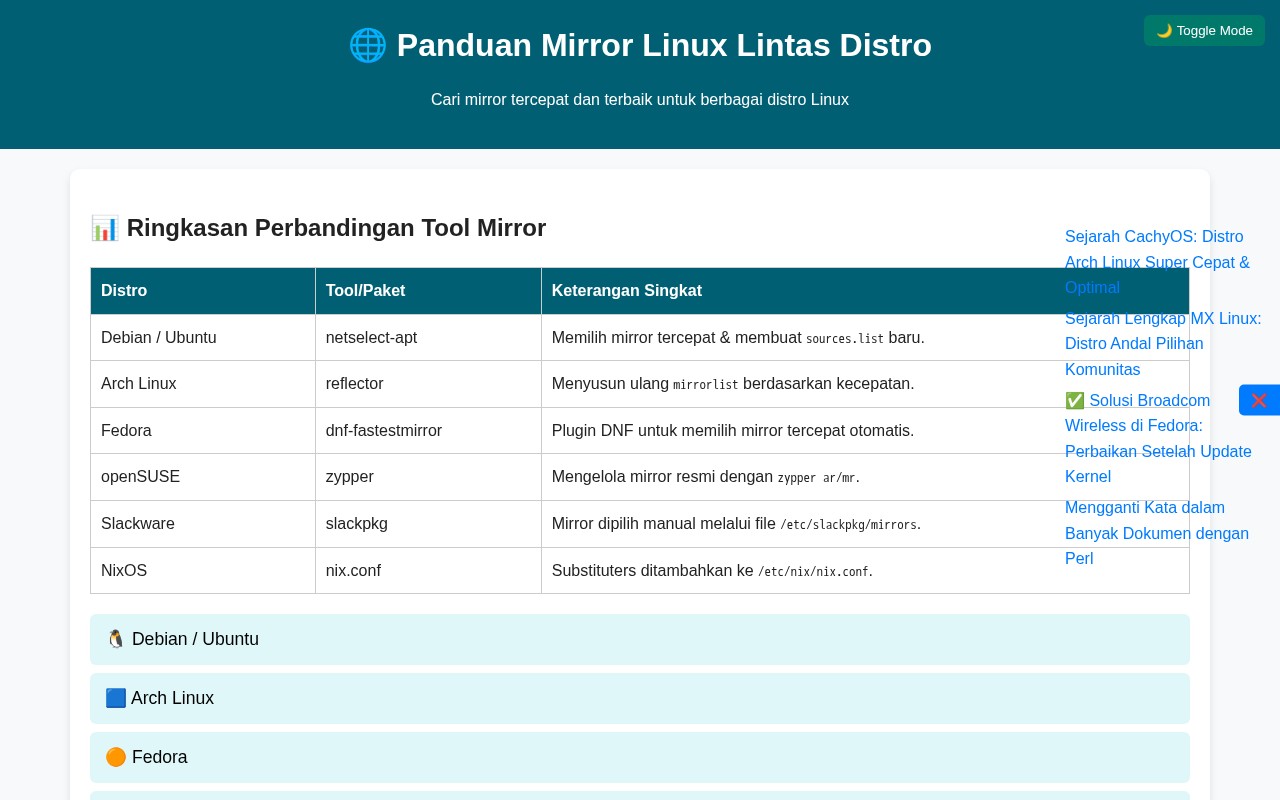 🌐 Panduan Mirror Linux Lintas Distro
🌙 Toggle Mode
Cari mirror tercepat dan terbaik untuk berbagai distro Linux
📊 Ringkasan Perbandingan Tool Mirror
Distro Tool/Paket Keterangan Singkat
Debian / Ubuntu netselect-apt Memilih mirror tercepat & membuat sources.list baru.
Arch Linux reflector Menyusun ulang mirrorlist berdasarkan kecepatan.
Fedora dnf-fastestmirror Plugin DNF untuk memilih mirror tercepat otomatis.
openSUSE zypper Mengelola mirror resmi dengan zypper ar/mr.
Slackware slackpkg Mirror dipilih manual melalui file /etc/slackpkg/mirrors.
NixOS nix.conf Substituters ditambahkan ke /etc/nix/nix.conf.
Sejarah CachyOS: Distro
Arch Linux Super Cepat &
Optimal
Sejarah Lengkap MX Linux:
Distro Andal Pilihan
Komunitas
✅ Solusi Broadcom
Wireless di Fedora:
Perbaikan Setelah Update
Kernel
Mengganti Kata dalam
Banyak Dokumen dengan
Perl
❌
🐧 Debian / Ubuntu
🟦 Arch Linux
🟠 Fedora